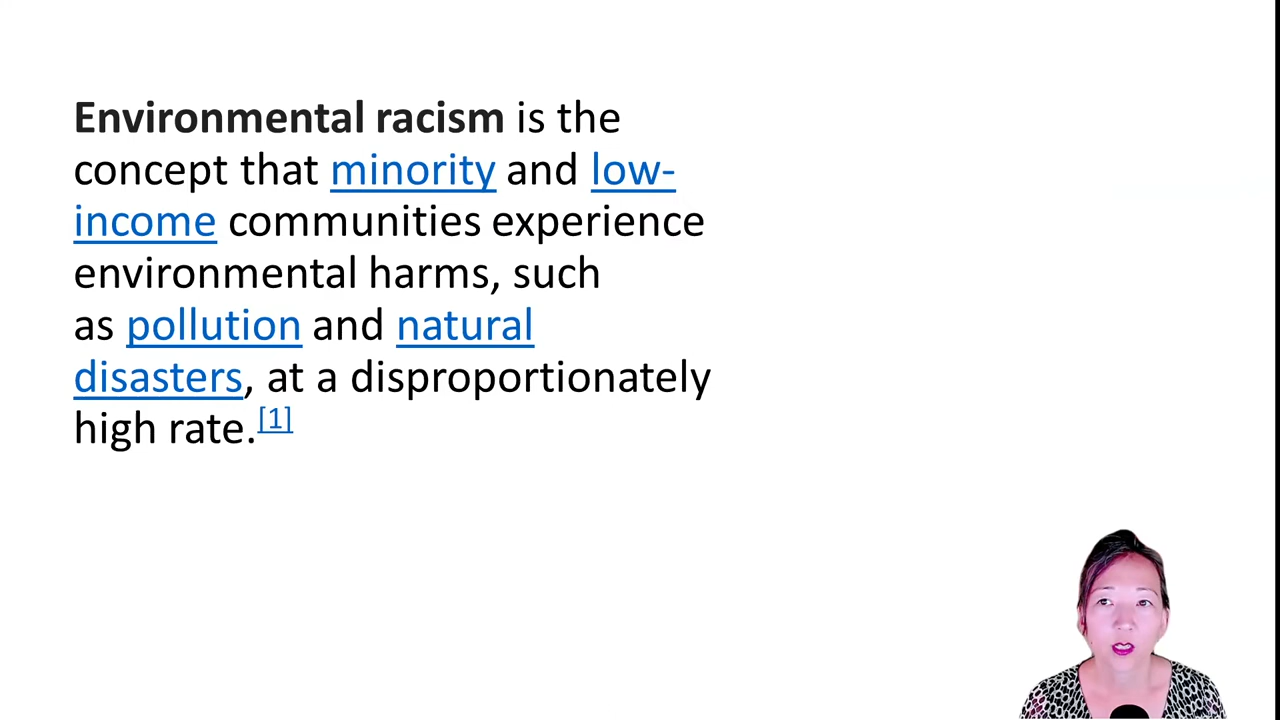 Environmental racism is the
concept that minority and low-
income communities experience
environmental harms, such
as pollution and natural
disasters, at a disproportionately
high rate.[1]